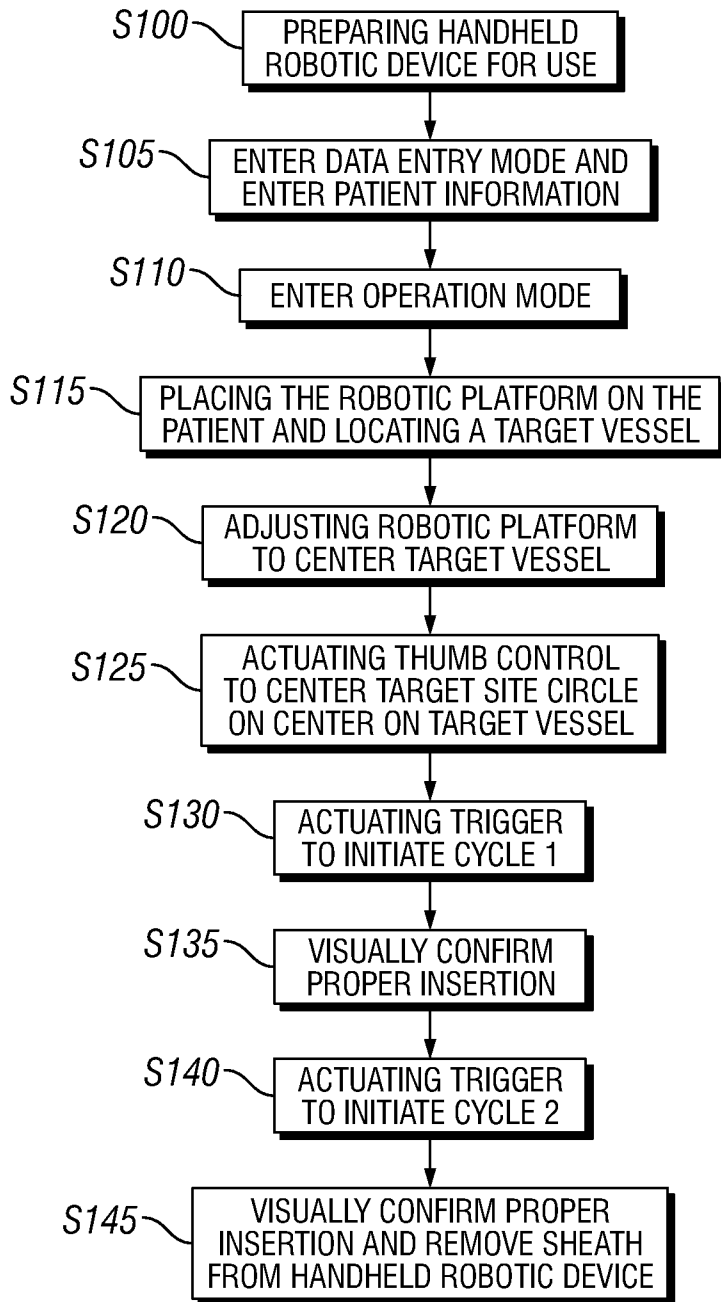 S100
PREPARING HANDHELD
ROBOTIC DEVICE FOR USE
S105
ENTER DATA ENTRY MODE AND
ENTER PATIENT INFORMATION
S110
ENTER OPERATION MODE
S115
PLACING THE ROBOTIC PLATFORM ON THE
PATIENT AND LOCATING A TARGET VESSEL
S120
ADJUSTING ROBOTIC PLATFORM
TO CENTER TARGET VESSEL
S125
ACTUATING THUMB CONTROL
TO CENTER TARGET SITE CIRCLE
ON CENTER ON TARGET VESSEL
S130
ACTUATING TRIGGER
TO INITIATE CYCLE 1
S135
VISUALLY CONFIRM
PROPER INSERTION
S140
ACTUATING TRIGGER
TO INITIATE CYCLE 2
S145
VISUALLY CONFIRM PROPER
INSERTION AND REMOVE SHEATH
FROM HANDHELD ROBOTIC DEVICE